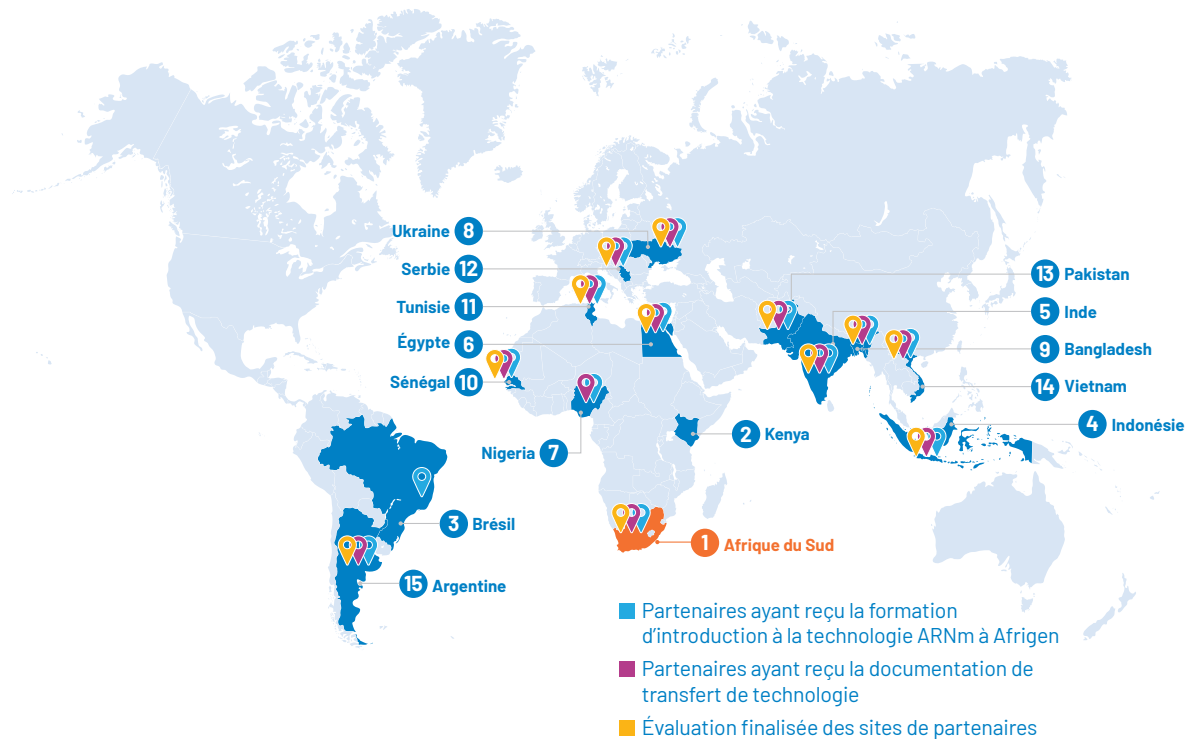 Ukraine 8
Serbie 12
Tunisie 11
Égypte 6
Sénégal 10
Nigeria 7
2 Kenya
3 Brésil
15 Argentine
1 Afrique du Sud
13 Pakistan
5 Inde
9 Bangladesh
14 Vietnam
4 Indonésie
Partenaires ayant reçu la formation
d'introduction à la technologie ARNm à Afrigen
Partenaires ayant reçu la documentation de
transfert de technologie
Évaluation finalisée des sites de partenaires